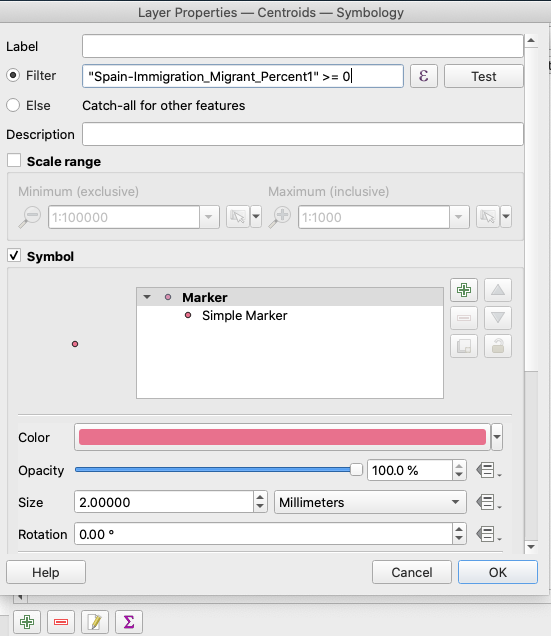 Layer Properties — Centroids — Symbology
Label
Filter "Spain-Immigration_Migrant_Percent1" >= 0 ε Test
Else Catch-all for other features
Description
Scale range
Minimum (exclusive) Maximum (inclusive)
1:100000 1:1000
Symbol
Marker
Simple Marker
Color
Opacity 100.0 %
Size 2.00000 Millimeters
Rotation 0.00 °
Help Cancel OK
Σ